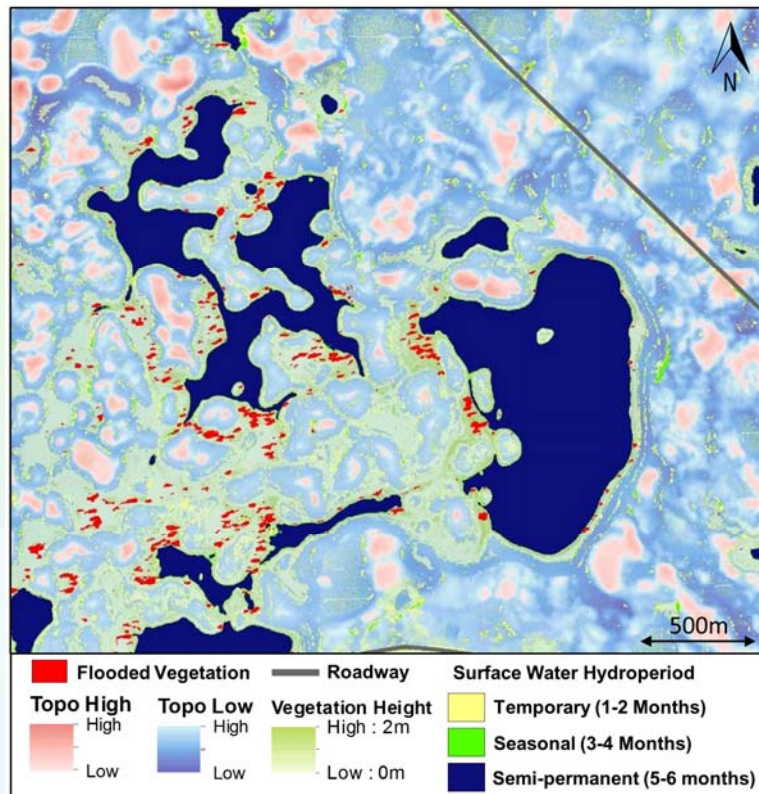 N
500m
Flooded Vegetation Roadway Surface Water Hydroperiod
Topo High Topo Low Vegetation Height Temporary (1-2 Months)
High High High : 2m
Seasonal (3-4 Months)
Low Low Low : 0m
Semi-permanent (5-6 months)